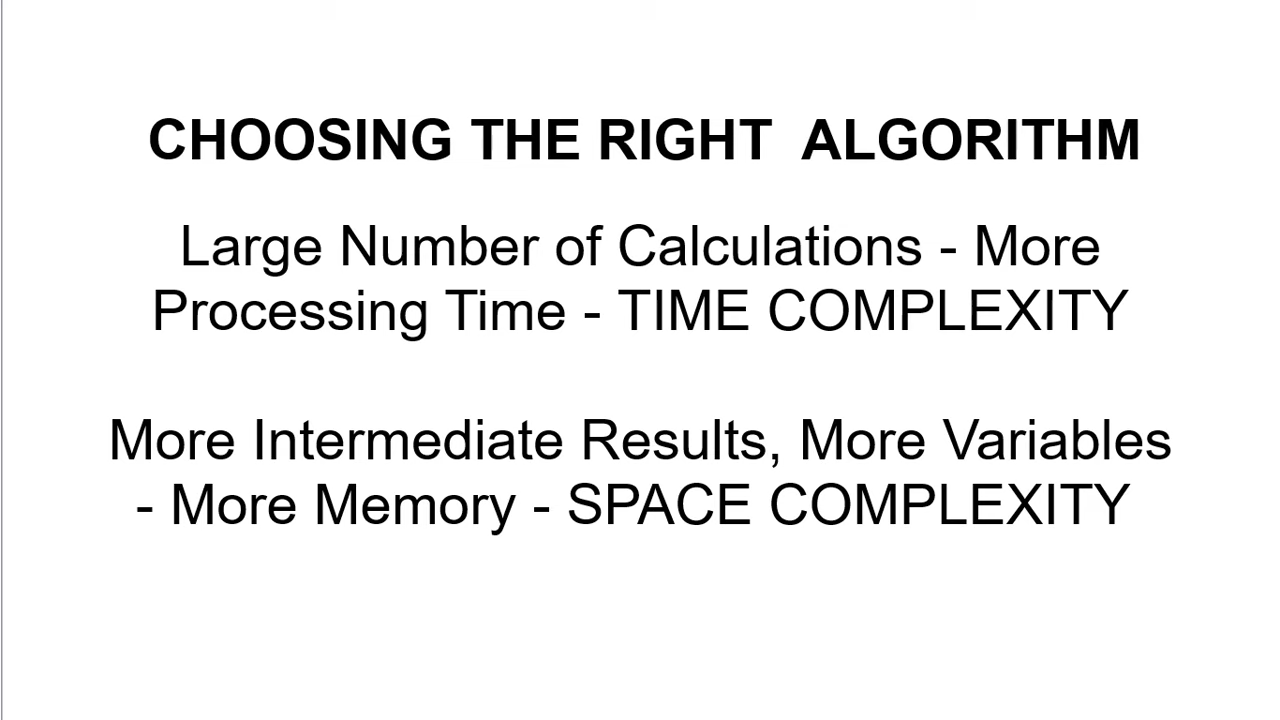 CHOOSING THE RIGHT  ALGORITHM
Large Number of Calculations - More
Processing Time - TIME COMPLEXITY
More Intermediate Results, More Variables
- More Memory - SPACE COMPLEXITY